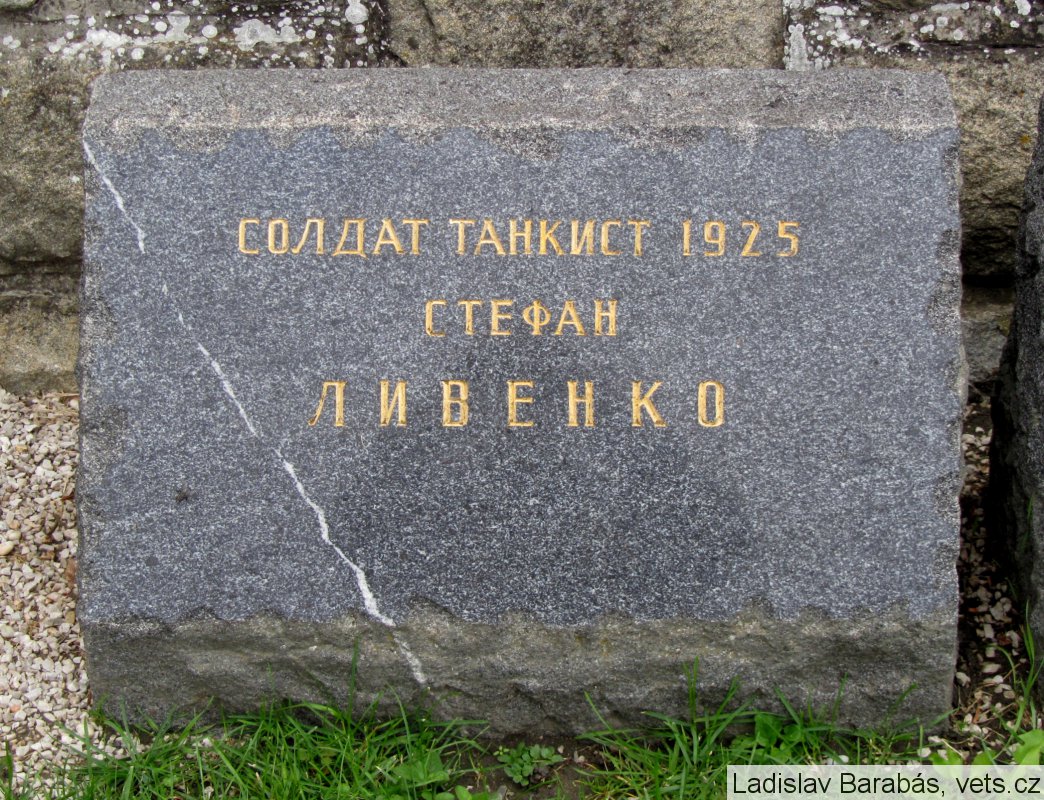 СОЛДАТ ТАНКИСТ 1925
СТЕФАН
ЛИВЕНКО
Ladislav Barabás, vets.cz